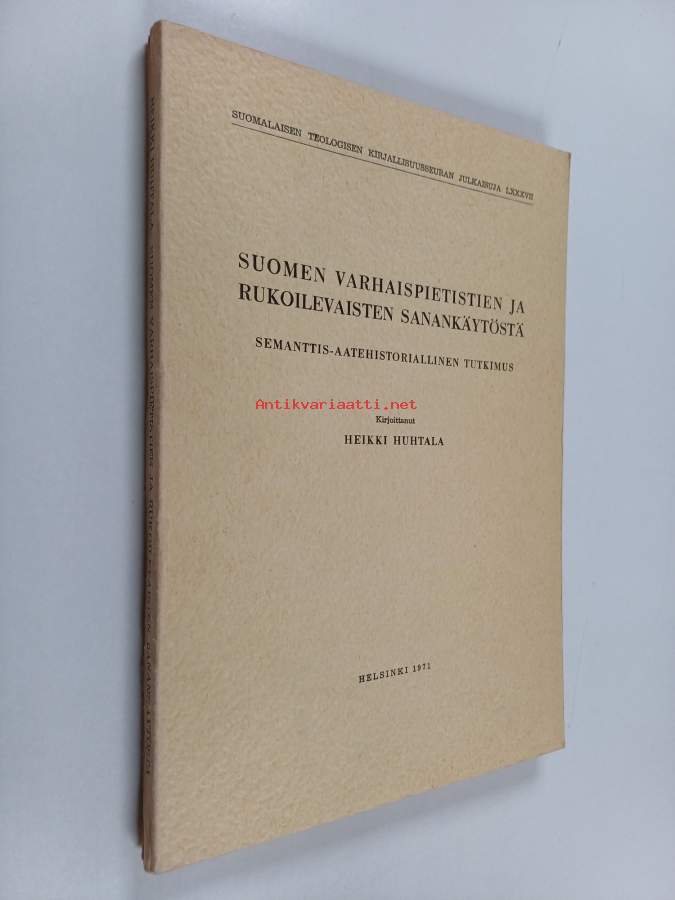 SUOMALAISEN TEOLOGISEN KIRJALLISUUSSEURAN JULKAISUJA LXXXVII
SUOMEN VARHAISPIETISTIEN JA
RUKOILEVAISTEN SANANKÄYTÖSTÄ
SEMANTTIS-AATEHISTORIALLINEN TUTKIMUS
Antikvariaatti.net
Kirjoittanut
HEIKKI HUHTALA
HELSINKI 1971